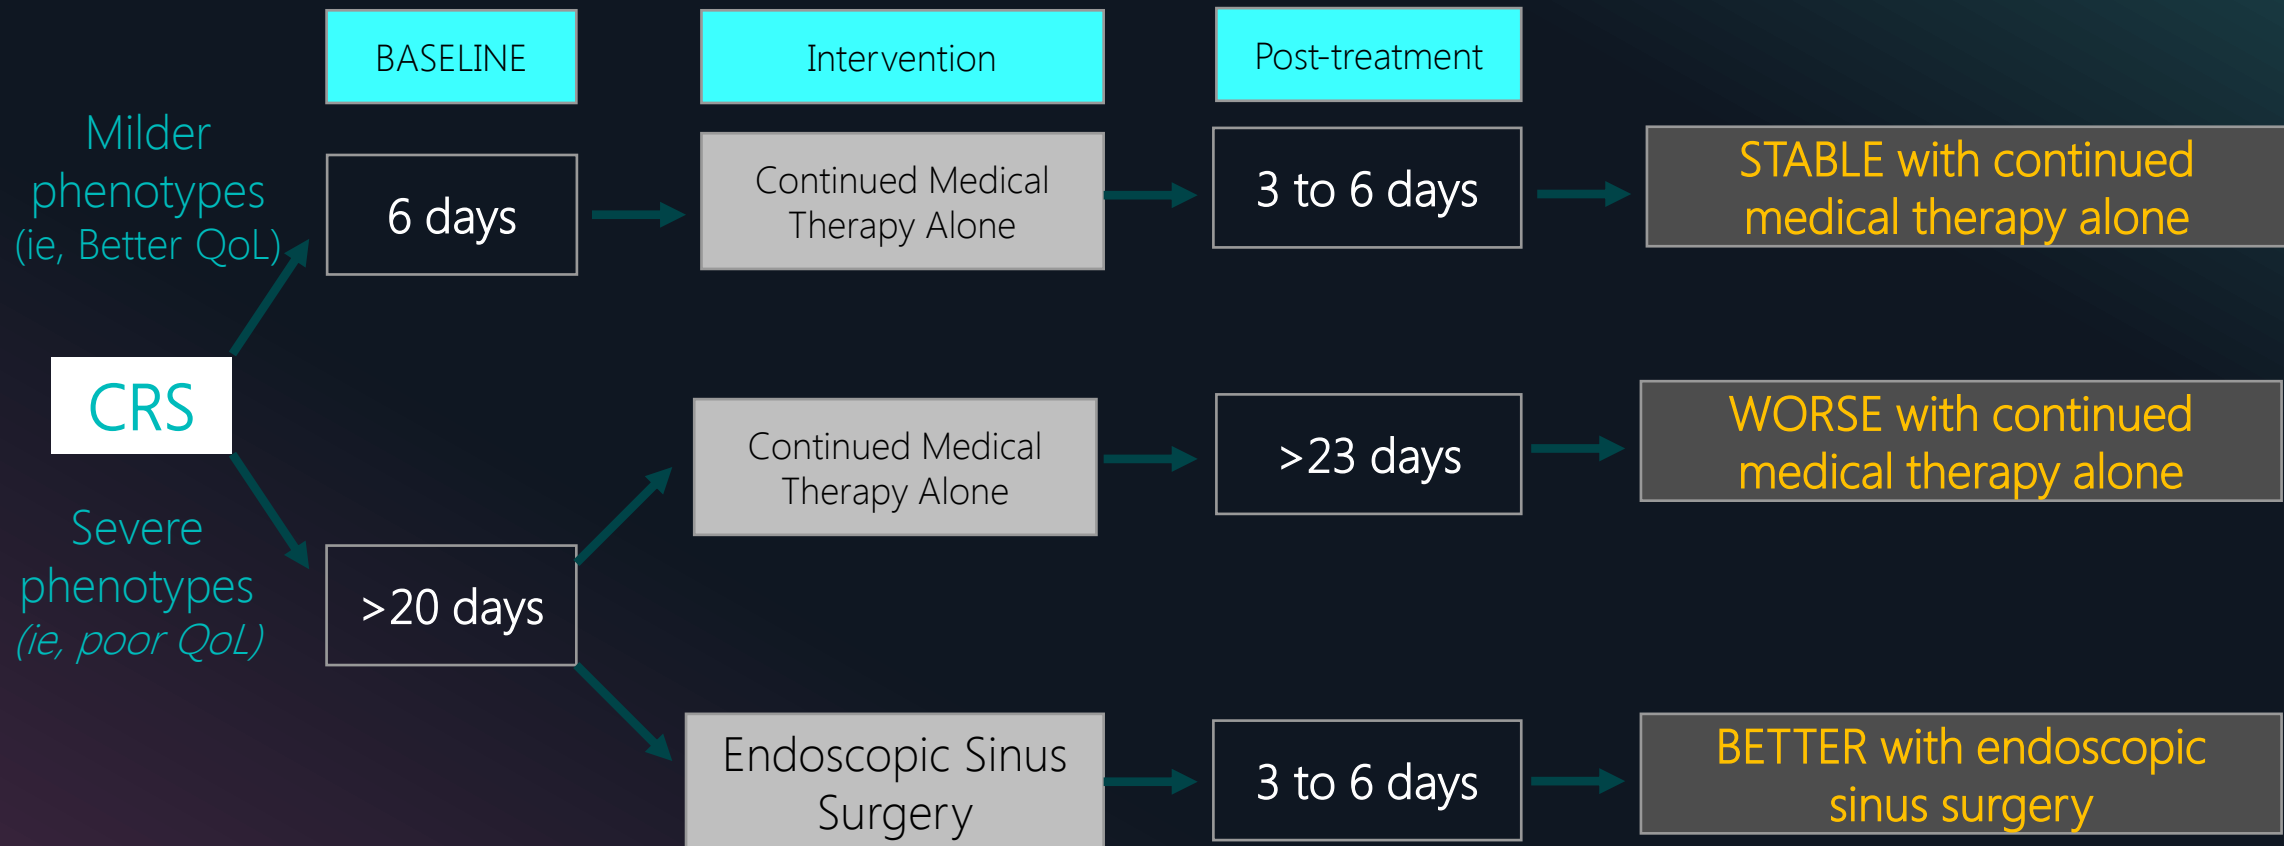 BASELINE
Intervention
Post-treatment
Milder
phenotypes
(ie, Better QoL)
6 days
Continued Medical
Therapy Alone
3 to 6 days
STABLE with continued
medical therapy alone
CRS
Continued Medical
Therapy Alone
>23 days
WORSE with continued
medical therapy alone
Severe
phenotypes
(ie, poor QoL)
>20 days
Endoscopic Sinus
Surgery
3 to 6 days
BETTER with endoscopic
sinus surgery